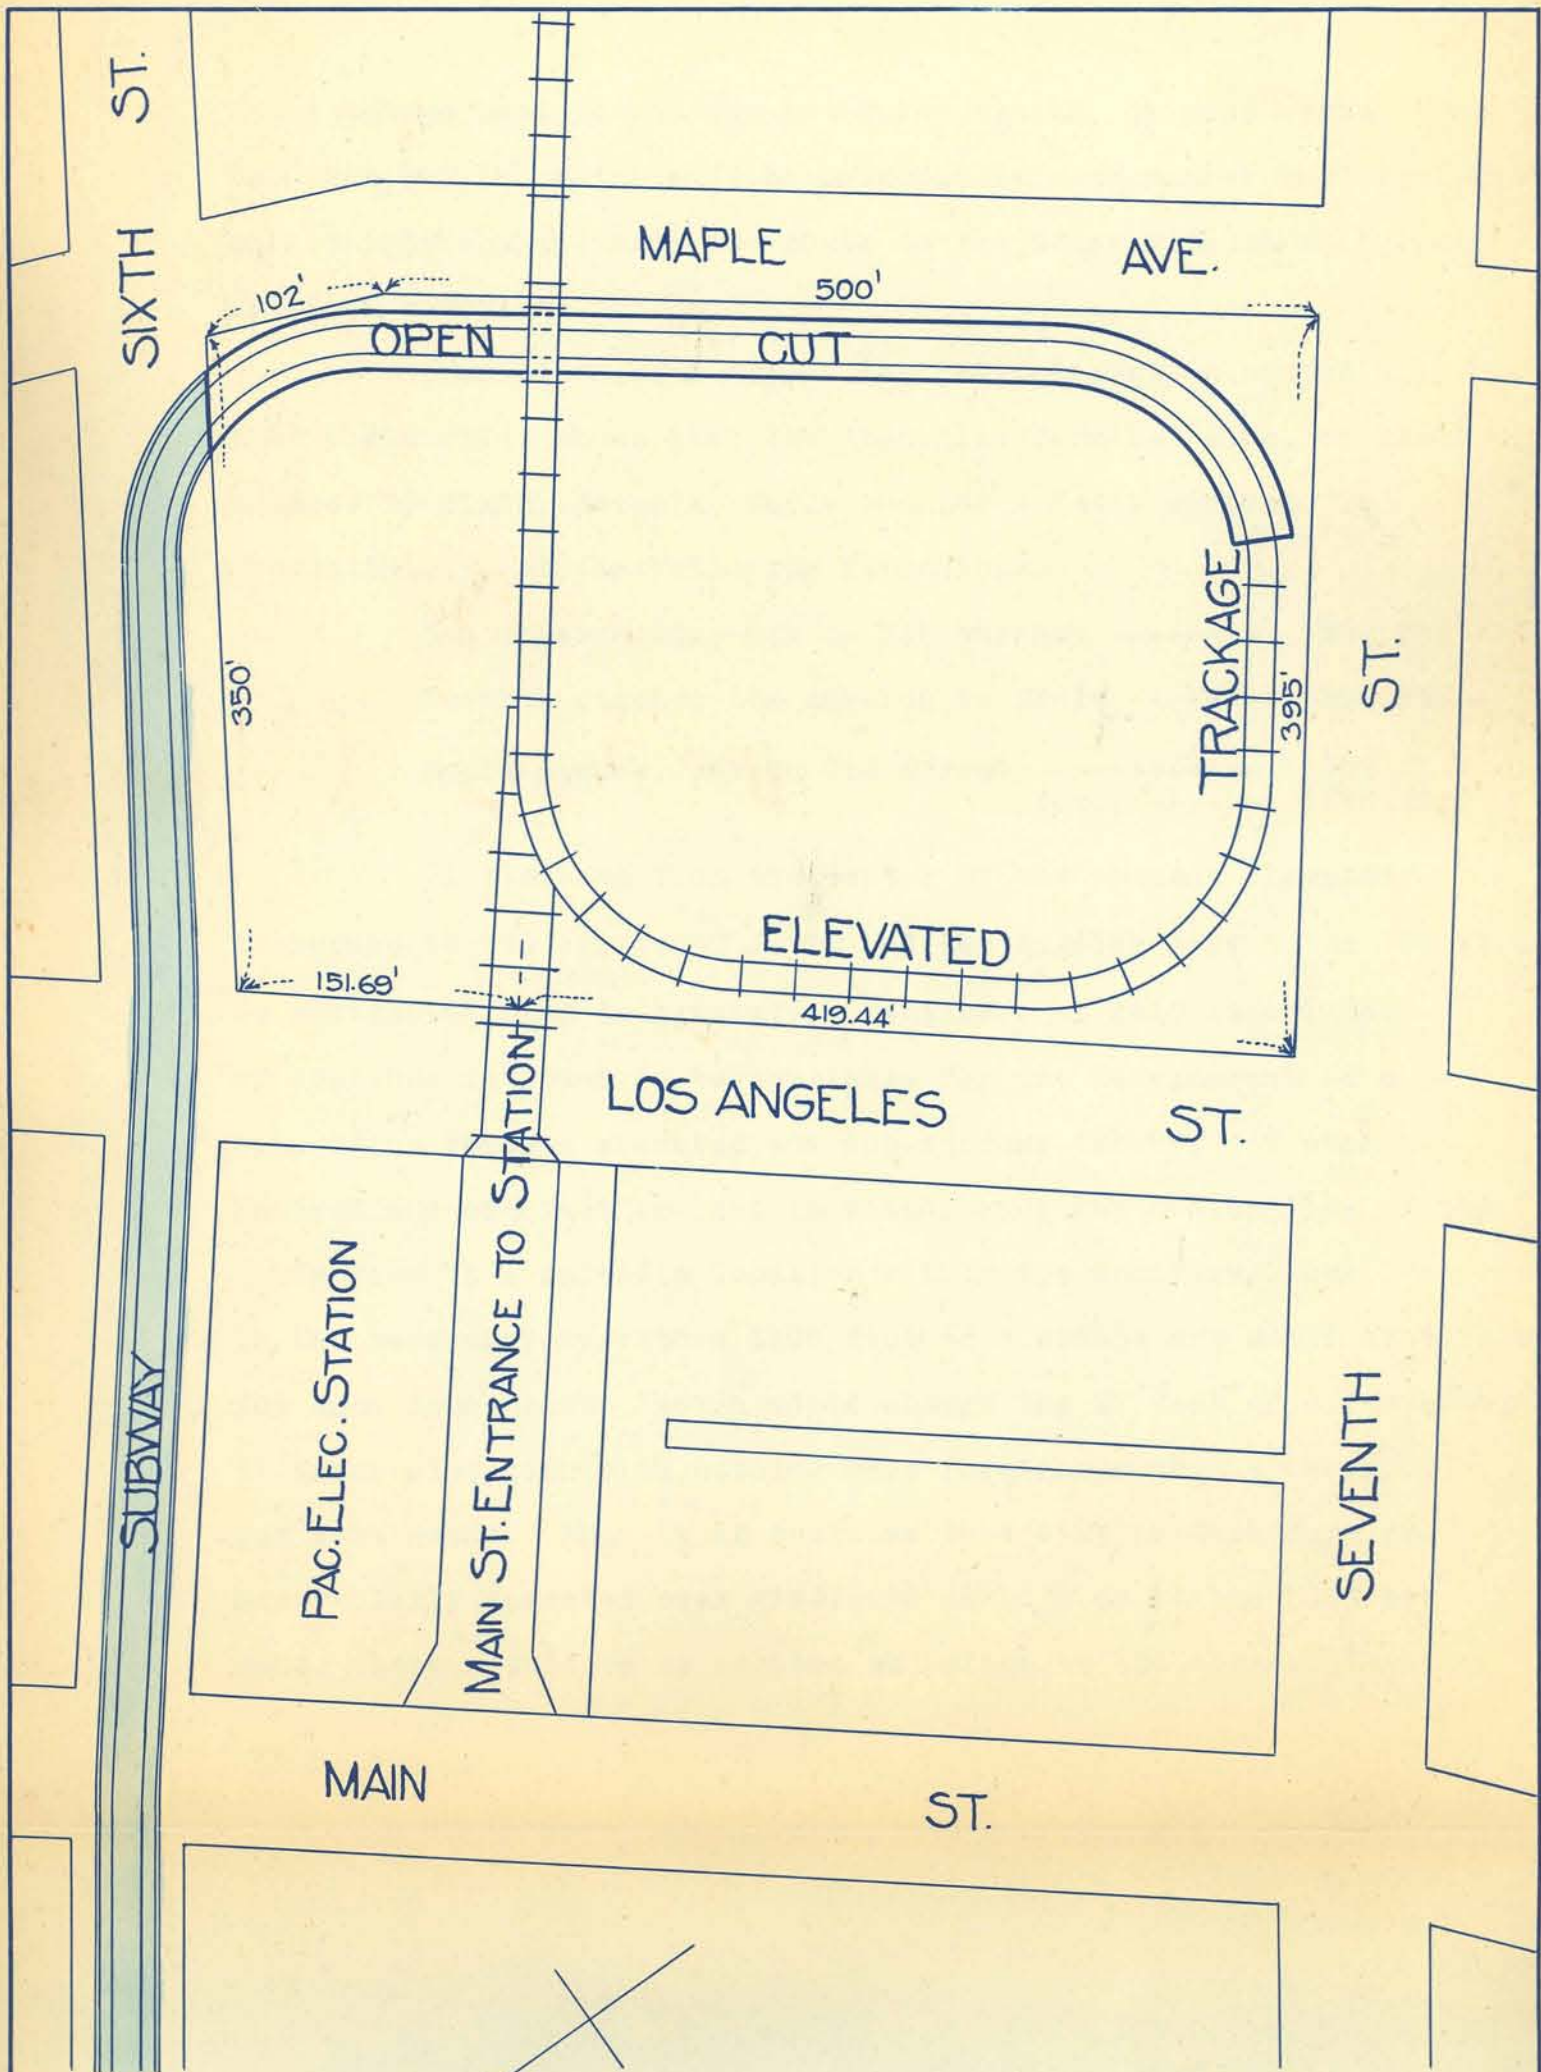 SIXTH ST.
MAPLE AVE.
102'
500'
OPEN CUT
TRACKAGE
350'
395'
ST.
ELEVATED
151.69'
419.44'
LOS ANGELES ST.
PAC. ELEC. STATION
MAIN ST. ENTRANCE TO STATION
SUBWAY
SEVENTH
MAIN ST.